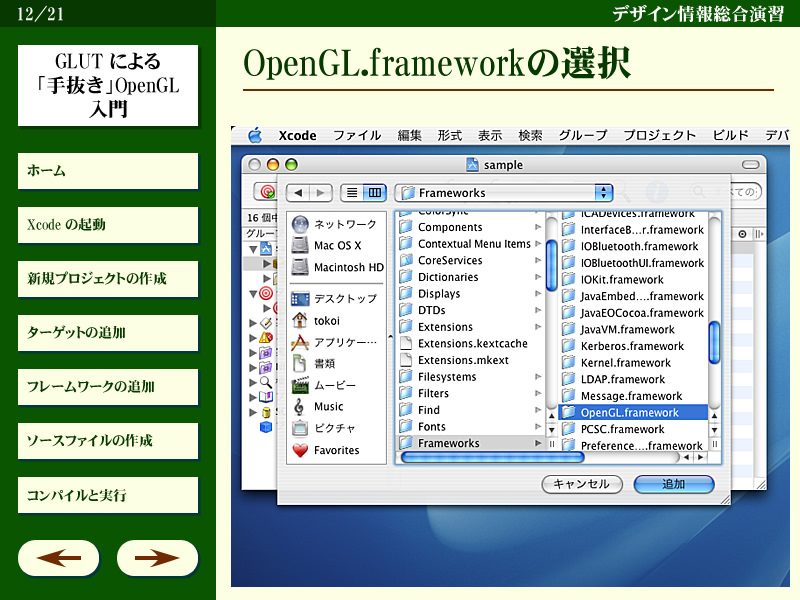 12/21
デザイン情報総合演習
GLUT による
「手抜き」OpenGL
入門
ホーム
Xcode の起動
新規プロジェクトの作成
ターゲットの追加
フレームワークの追加
ソースファイルの作成
コンパイルと実行
OpenGL.frameworkの選択
Xcode ファイル 編集 形式 表示 検索 グループ プロジェクト ビルド デバ
sample
Frameworks
べての
16 個
グルー
ネットワーク
Mac OS X
Macintosh HD
デスクトップ
tokoi
アプリケー…
書類
ムービー
Music
ピクチャ
Favorites
ColorSync
Components
Contextual Menu Items
CoreServices
Dictionaries
Displays
DTDs
Extensions
Extensions.kextcache
Extensions.mkext
Filesystems
Filters
Find
Fonts
Frameworks
ICADevices.framework
InterfaceB...r.framework
IOBluetooth.framework
IOBluetoothUI.framework
IOKit.framework
JavaEmbed....framework
JavaEOCocoa.framework
JavaVM.framework
Kerberos.framework
Kernel.framework
LDAP.framework
Message.framework
OpenGL.framework
PCSC.framework
Preference....framework
キャンセル
追加